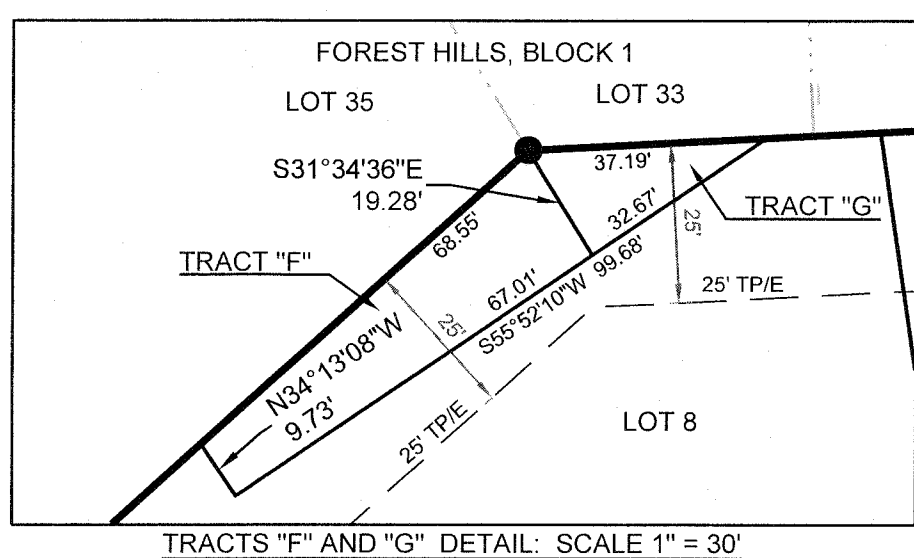 FOREST HILLS, BLOCK 1
LOT 35
LOT 33
S31°34'36"E
19.28'
37.19'
68.55'
32.67'
TRACT "G"
25'
TRACT "F"
67.01'
99.68'
S55°52'10"W
25' TP/E
25'
N34°13'08"W
9.73'
25' TP/E
LOT 8
TRACTS "F" AND "G" DETAIL: SCALE 1" = 30'